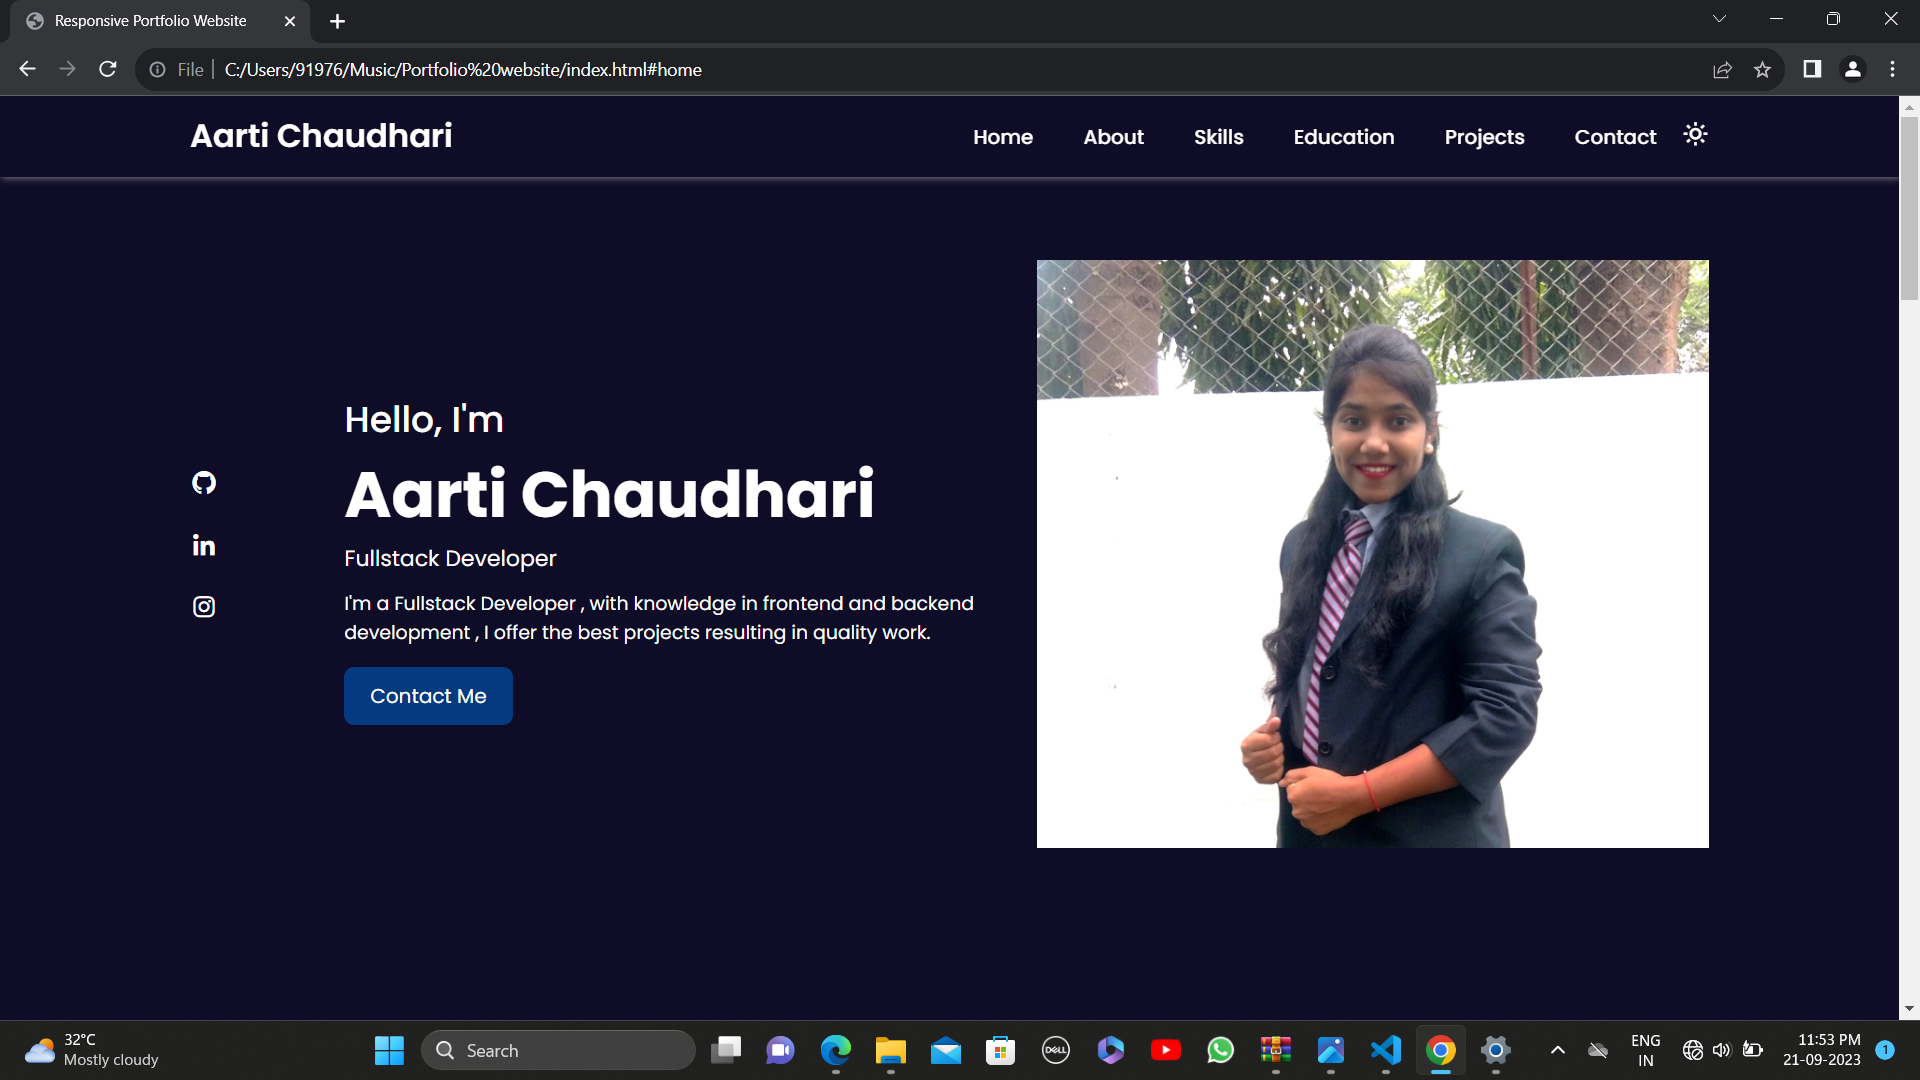 Responsive Portfolio Website
File
C:/Users/91976/Music/Portfolio%20website/index.html#home
Aarti Chaudhari
Home About Skills Education Projects Contact
Hello, I'm
Aarti Chaudhari
Fullstack Developer
I'm a Fullstack Developer , with knowledge in frontend and backend
development , I offer the best projects resulting in quality work.
Contact Me
32°C
Mostly cloudy
Search
DELL
ENG
IN
11:53 PM
21-09-2023
1